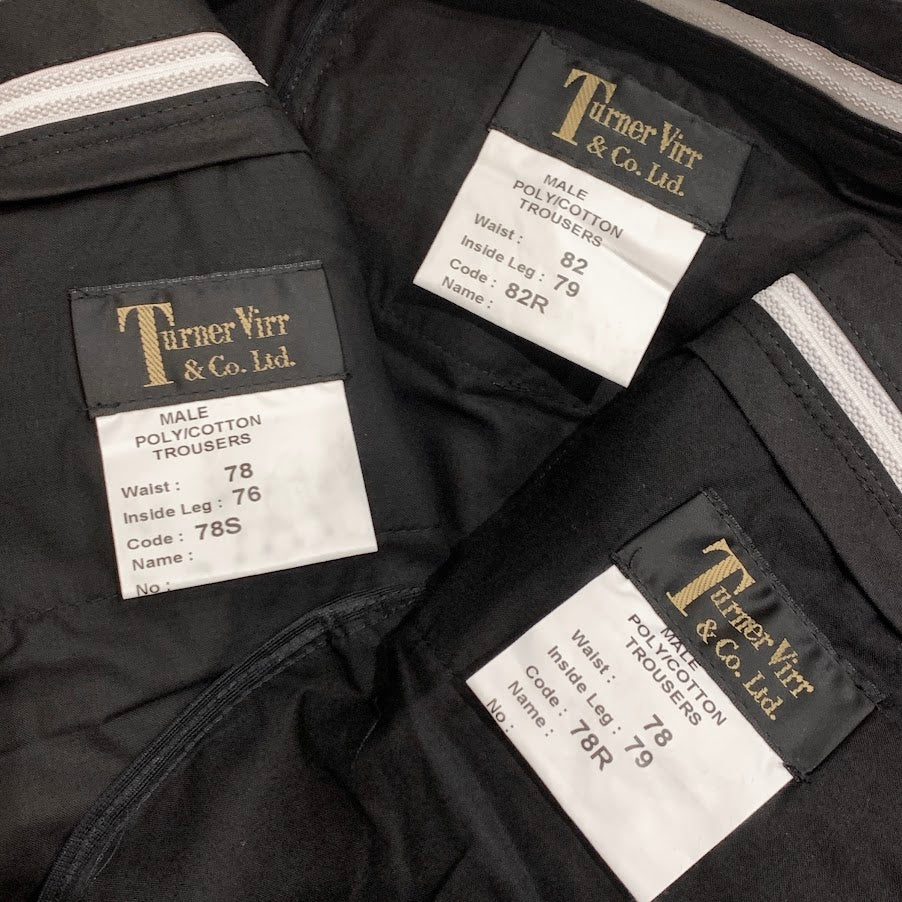 Turner Virr
& Co. Ltd.
MALE
POLY/COTTON
TROUSERS
Waist : 82
Inside Leg : 79
Code : 82R
Name :
Turner Virr
& Co. Ltd.
MALE
POLY/COTTON
TROUSERS
Waist : 78
Inside Leg : 76
Code : 78S
Name :
No :
Turner Virr
& Co. Ltd.
MALE
POLY/COTTON
TROUSERS
Waist : 78
Inside Leg : 79
Code : 78R
Name :
No :